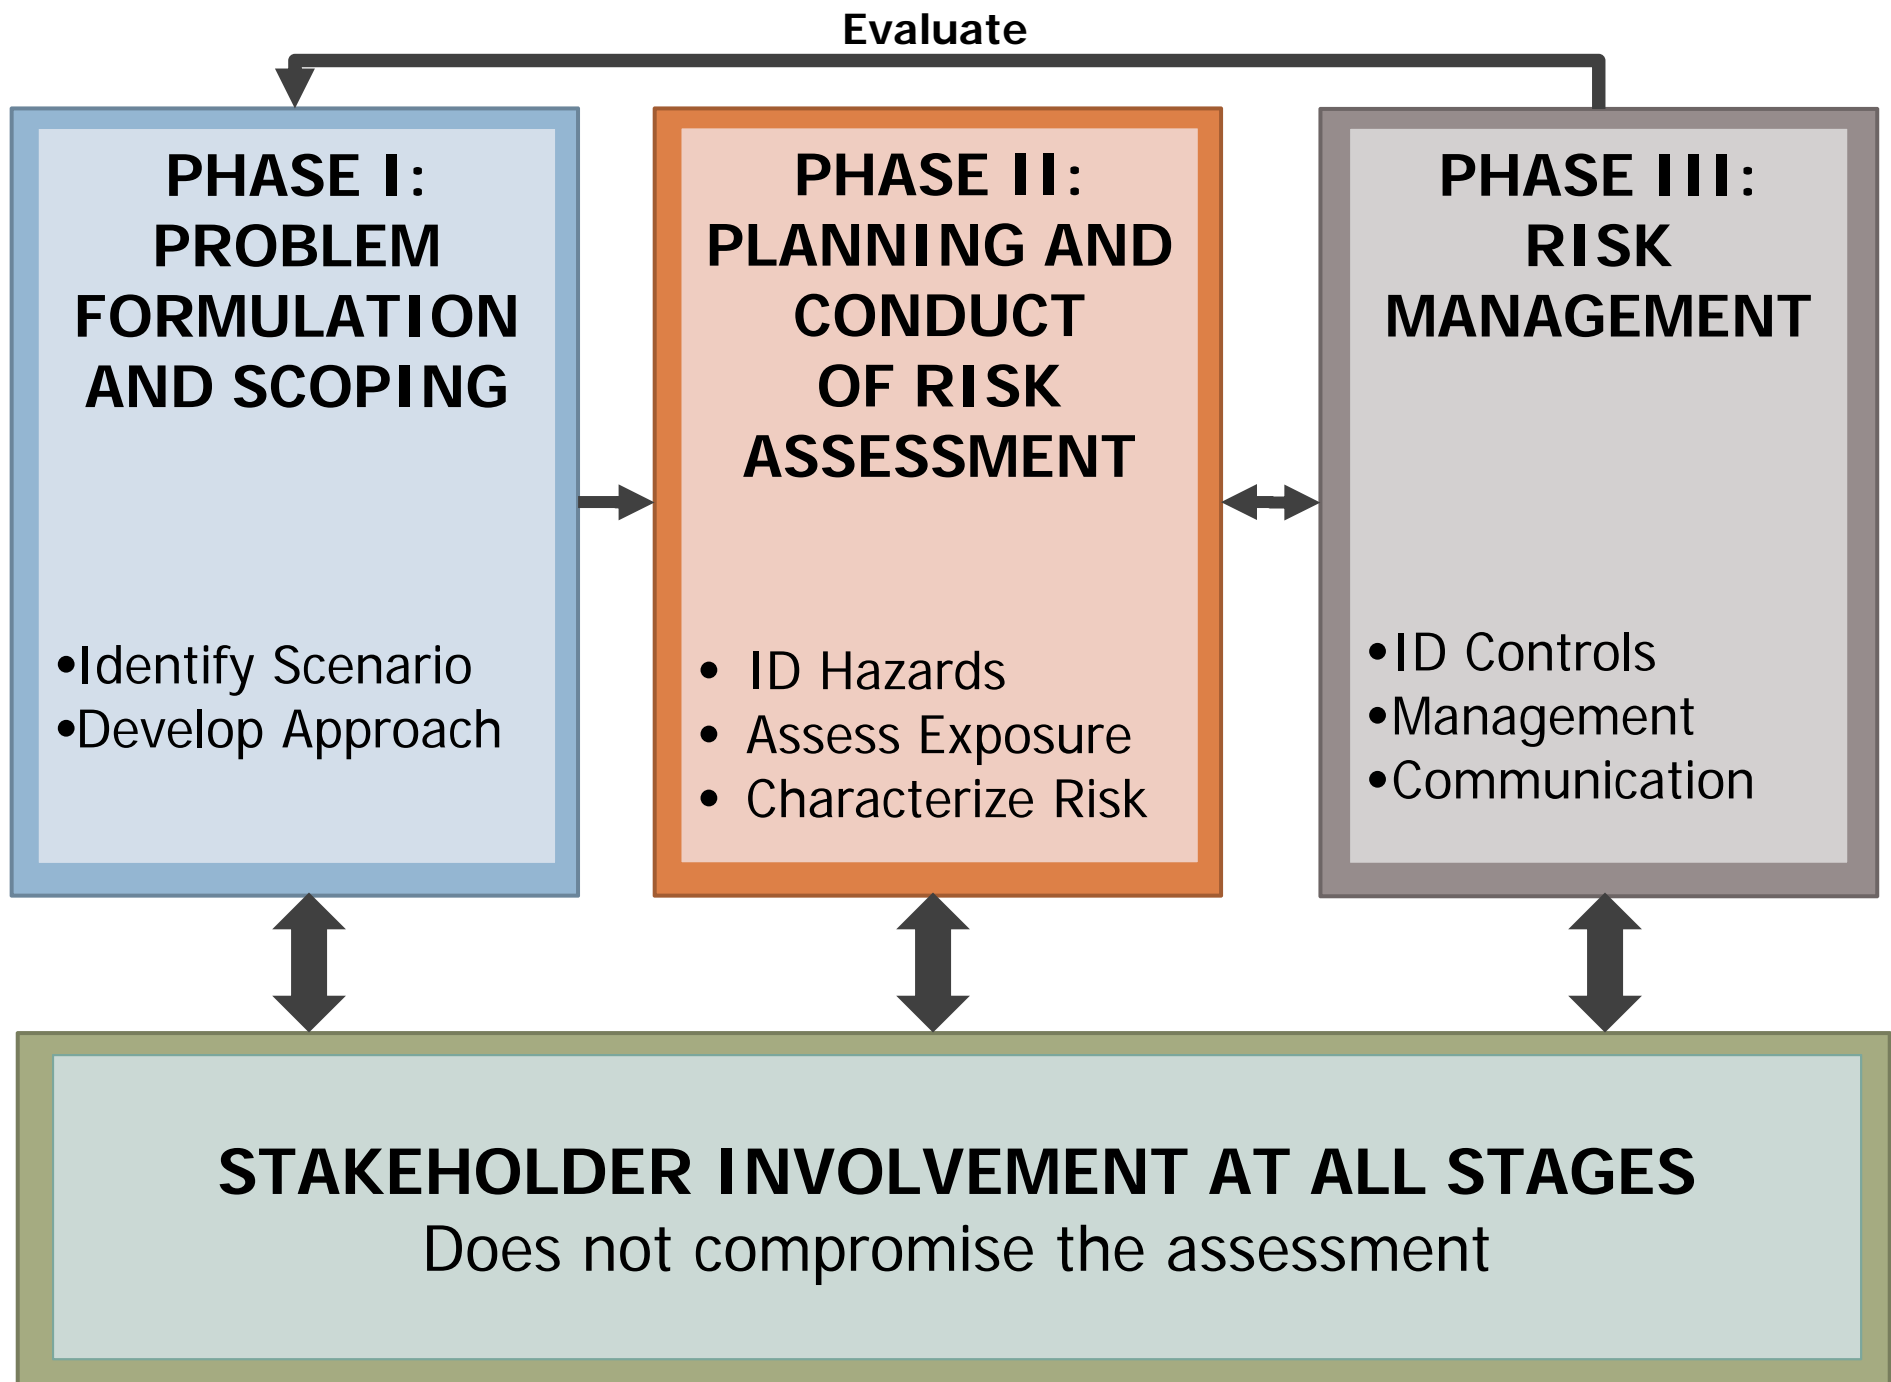 Evaluate
PHASE I:
PROBLEM
FORMULATION
AND SCOPING
•Identify Scenario
•Develop Approach
PHASE II:
PLANNING AND
CONDUCT
OF RISK
ASSESSMENT
• ID Hazards
• Assess Exposure
• Characterize Risk
PHASE III:
RISK
MANAGEMENT
•ID Controls
•Management
•Communication
STAKEHOLDER INVOLVEMENT AT ALL STAGES
Does not compromise the assessment